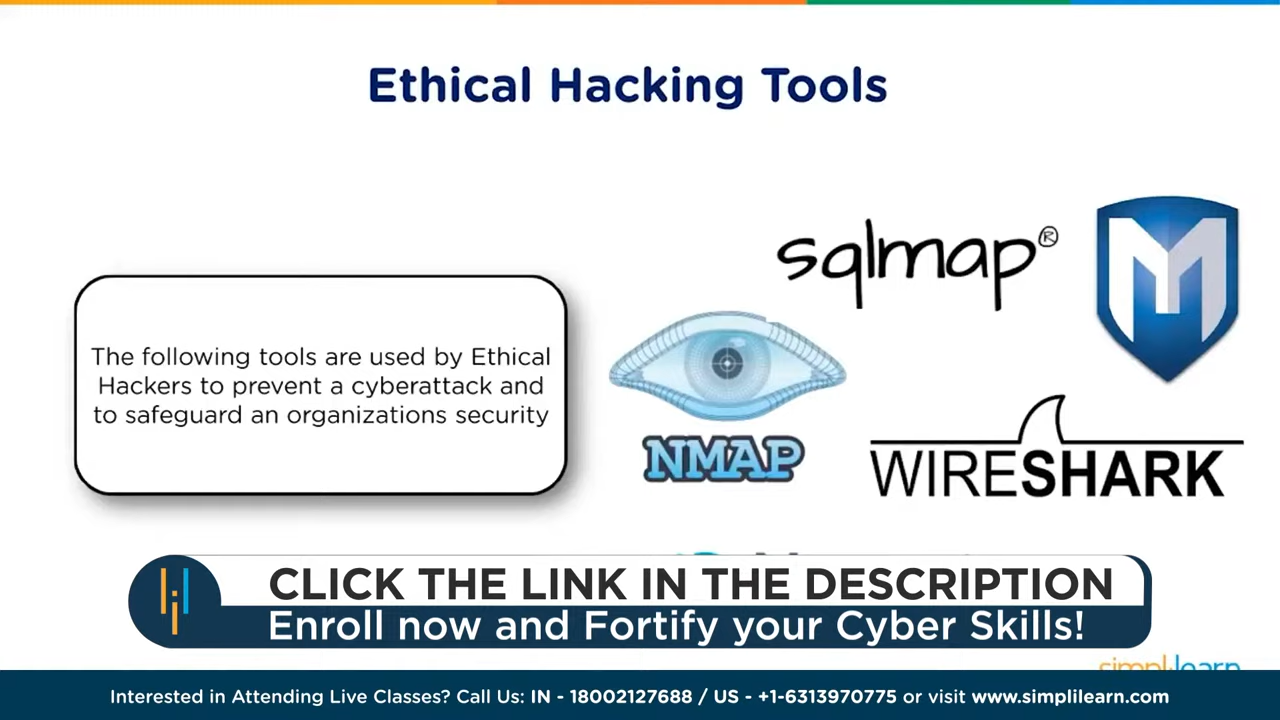 Ethical Hacking Tools
sqlmap®
The following tools are used by Ethical
Hackers to prevent a cyberattack and
to safeguard an organizations security
NMAP
WIRESHARK
CLICK THE LINK IN THE DESCRIPTION
Enroll now and Fortify your Cyber Skills!
simplilearn
Interested in Attending Live Classes? Call Us: IN - 18002127688 / US - +1-6313970775 or visit www.simplilearn.com